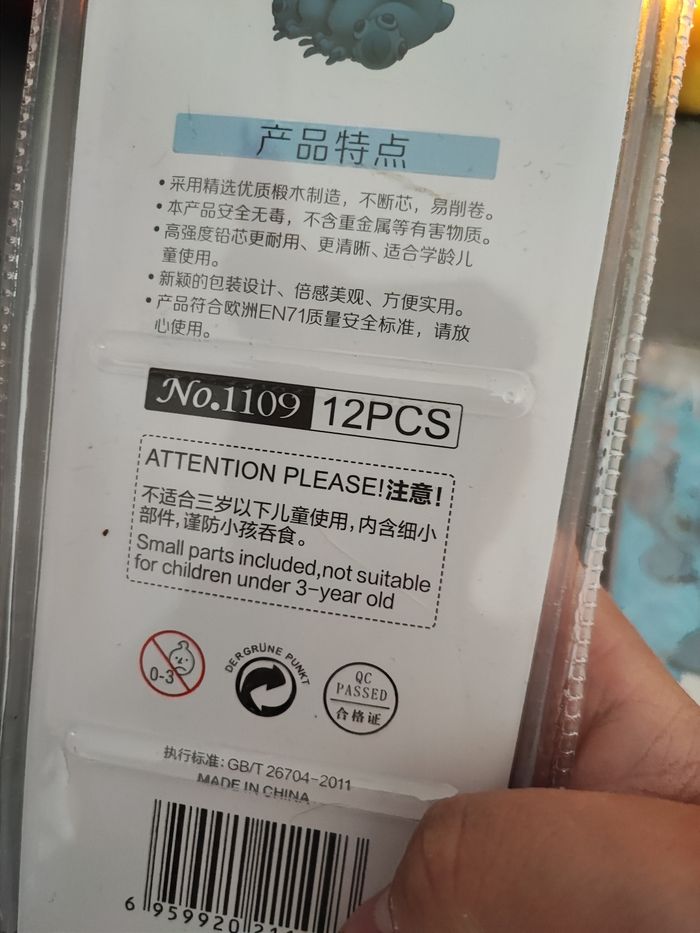 产品特点
•采用精选优质椴木制造，不断芯，易削卷。
•本产品安全无毒，不含重金属等有害物质。
•高强度铅芯更耐用、更清晰、适合学龄儿
童使用。
•新颖的包装设计、倍感美观、方便实用。
•产品符合欧洲EN71质量安全标准，请放
心使用。
No.1109 12PCS
ATTENTION PLEASE!注意!
不适合三岁以下儿童使用,内含细小
部件,谨防小孩吞食。
Small parts included,not suitable
for children under 3-year old
0-3
DER GRÜNE PUNKT
QC
PASSED
合格证
执行标准: GB/T 26704-2011
MADE IN CHINA
6 959920